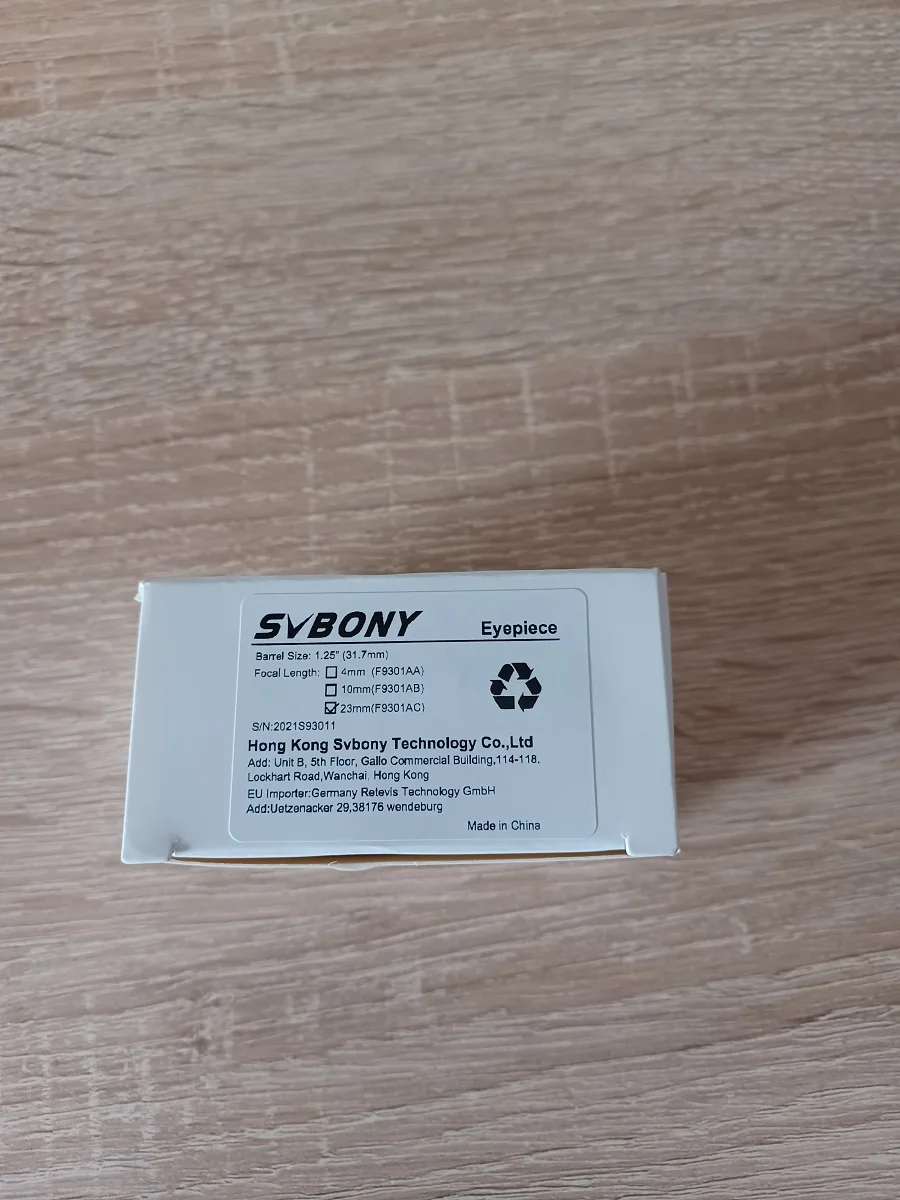 SVBONY
Eyepiece
Barrel Size: 1.25" (31.7mm)
Focal Length: ☐ 4mm (F9301AA)
☐ 10mm(F9301AB)
☑ 23mm(F9301AC)
S/N:2021S93011
Hong Kong Svbony Technology Co.,Ltd
Add: Unit B, 5th Floor, Gallo Commercial Building,114-118.
Lockhart Road,Wanchai, Hong Kong
EU Importer:Germany Retevis Technology GmbH
Add:Uetzenacker 29,38176 wendeburg
Made in China